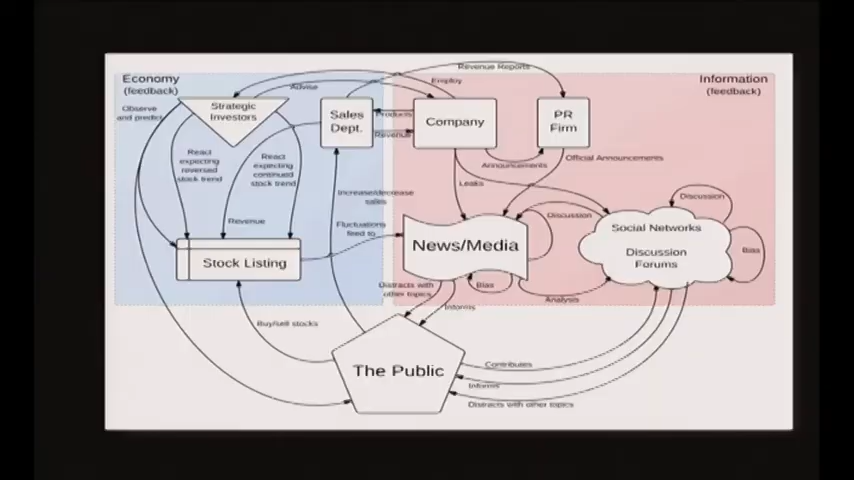 Economy
(feedback)
Information
(feedback)
Revenue Reports
Employ
Advise
Observe
and predict
Strategic
Investors
Sales
Dept.
Products
Revenue
Company
PR
Firm
Announcements
Official Announcements
React
expecting
reversed
stock trend
React
expecting
continued
stock trend
Leaks
Increase/decrease
sales
Discussion
Discussion
Revenue
Fluctuations
feed to
Social Networks
Discussion
Forums
Bias
News/Media
Stock Listing
Distracts with
other topics
Bias
Analysis
Informs
Buy/sell stocks
The Public
Contributes
Informs
Distracts with other topics